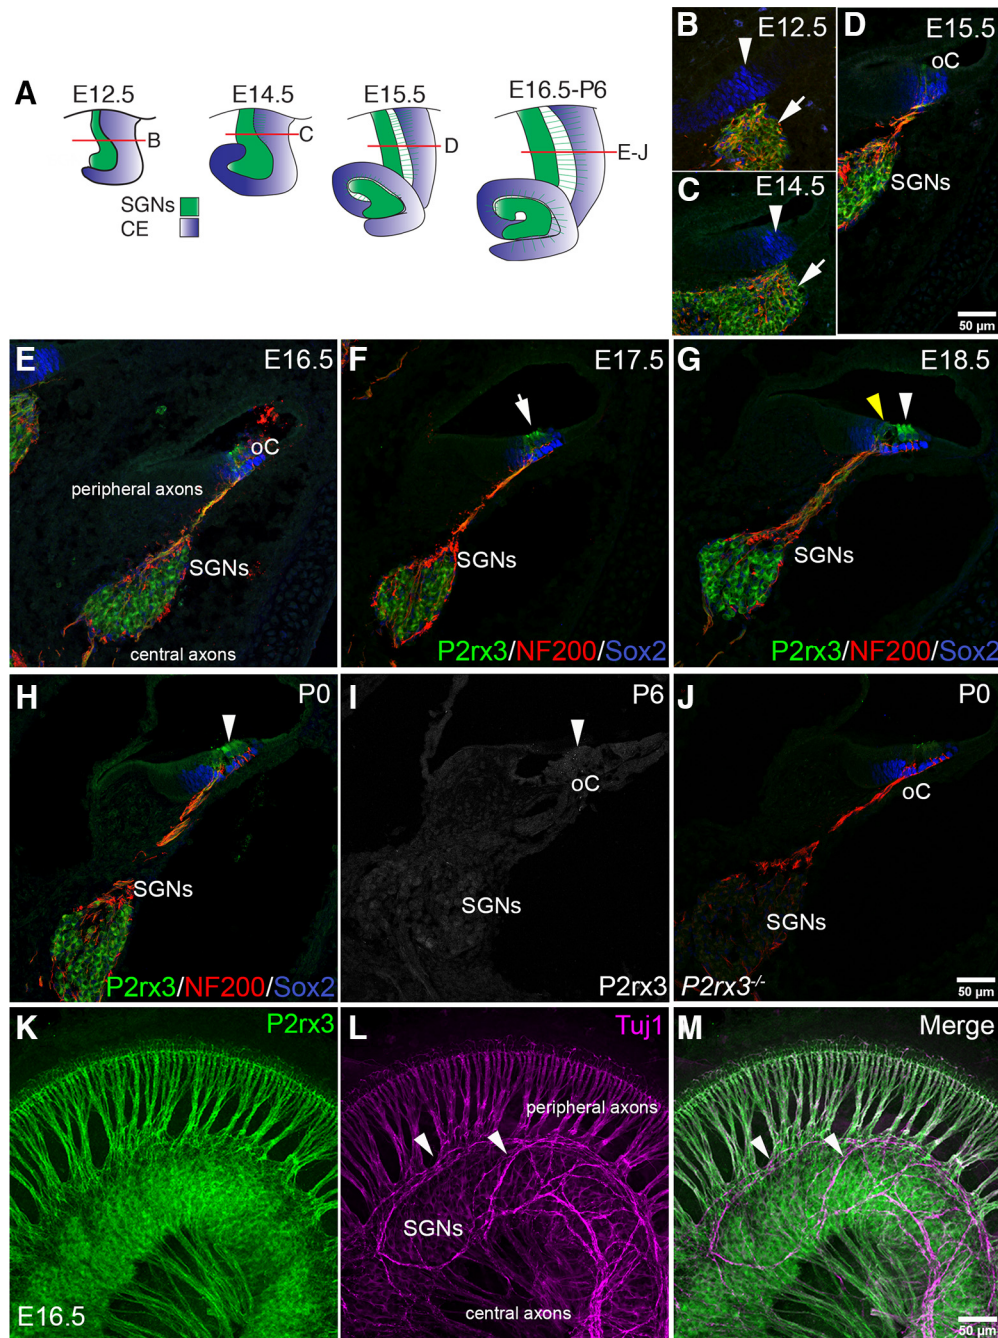 A
E12.5
E14.5
E15.5
E16.5-P6
B
C
D
E-J
SGNs
CE
B
E12.5
C
E14.5
D
E15.5
oC
SGNs
50 µm
E
E16.5
oC
peripheral axons
SGNs
central axons
F
E17.5
SGNs
P2rx3/NF200/Sox2
G
E18.5
SGNs
P2rx3/NF200/Sox2
H
P0
SGNs
P2rx3/NF200/Sox2
I
P6
oC
SGNs
P2rx3
J
P0
oC
SGNs
P2rx3-/-
50 µm
K
P2rx3
E16.5
L
Tuj1
peripheral axons
SGNs
central axons
M
Merge
50 µm